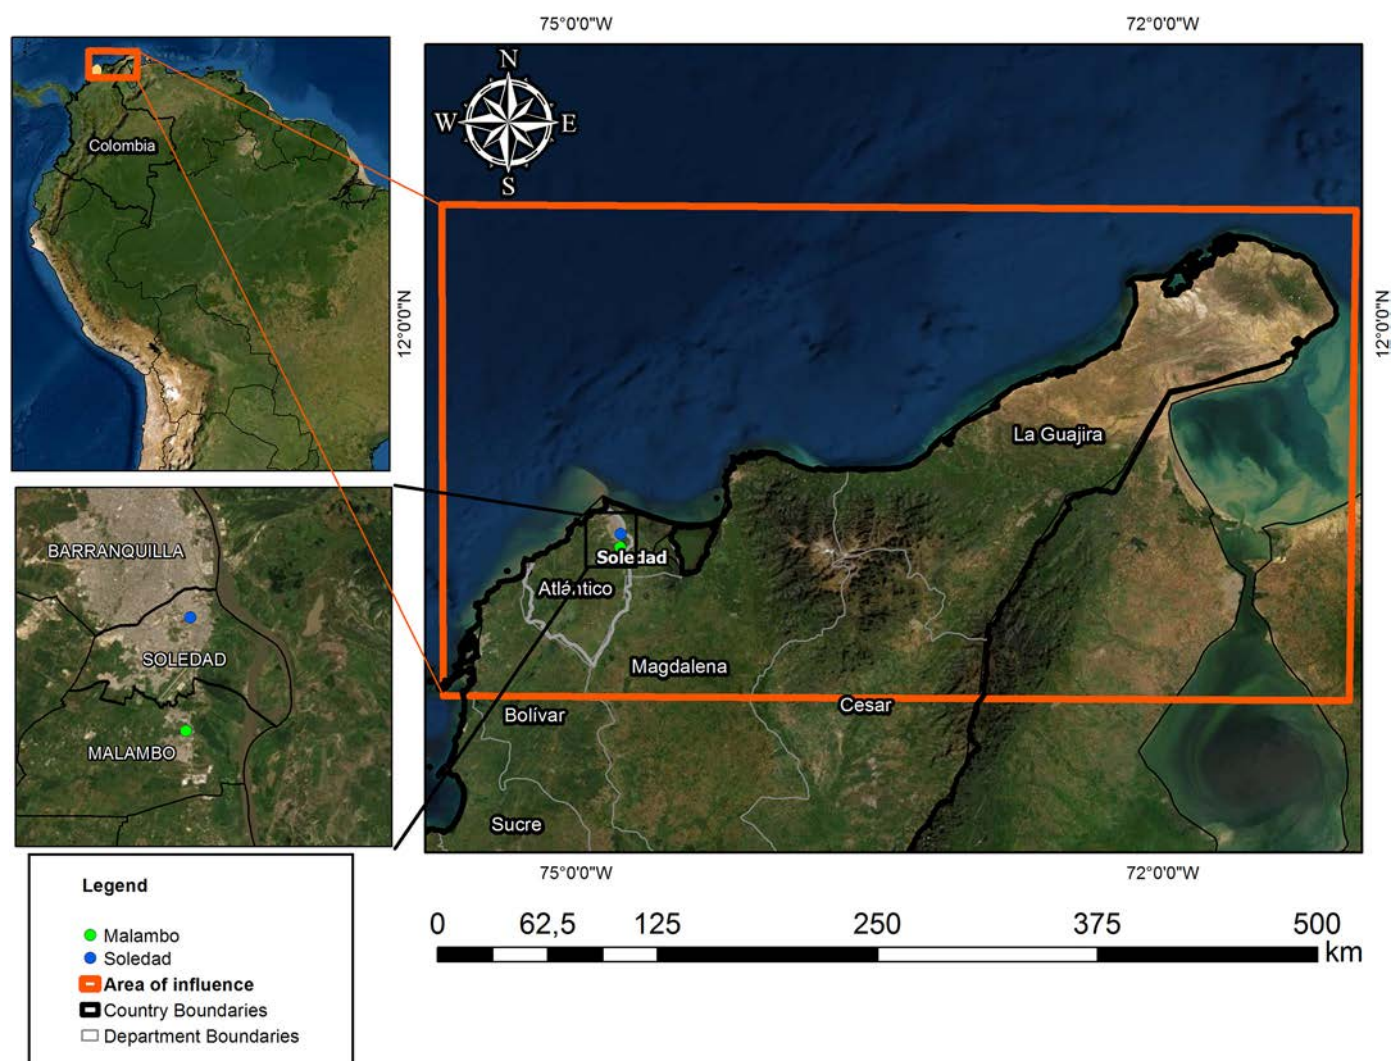 75°0'0"W
72°0'0"W
Colombia
N
W
E
S
12°0'0"N
12°0'0"N
La Guajira
Soledad
Atlántico
Magdalena
Bolívar
Cesar
Sucre
BARRANQUILLA
SOLEDAD
MALAMBO
75°0'0"W
72°0'0"W
Legend
Malambo
Soledad
Area of influence
Country Boundaries
Department Boundaries
0 62,5 125 250 375 500
km